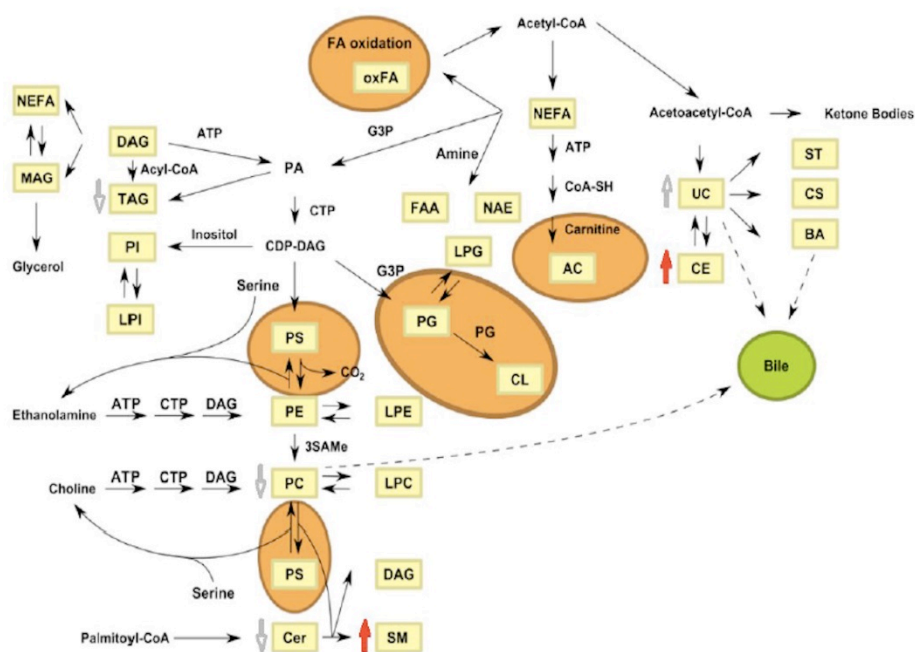 FA oxidation
oxFA
Acetyl-CoA
NEFA
MAG
Glycerol
DAG
ATP
Acyl-CoA
TAG
PA
G3P
Amine
NEFA
ATP
CoA-SH
Carnitine
AC
Acetoacetyl-CoA
Ketone Bodies
UC
CE
ST
CS
BA
Bile
FAA
NAE
LPG
CTP
CDP-DAG
Inositol
PI
LPI
G3P
PG
PG
CL
Serine
PS
CO2
Ethanolamine
ATP
CTP
DAG
PE
LPE
3SAMe
Choline
ATP
CTP
DAG
PC
LPC
PS
Serine
DAG
Palmitoyl-CoA
Cer
SM